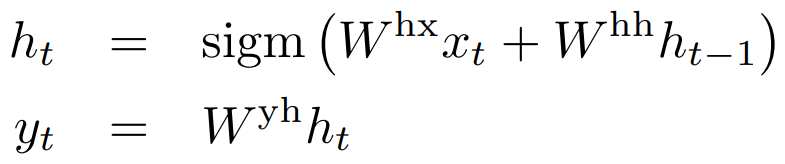 h_t = sigm (W^{hx} x_t + W^{hh} h_{t−1})
y_t = W^{yh} h_t